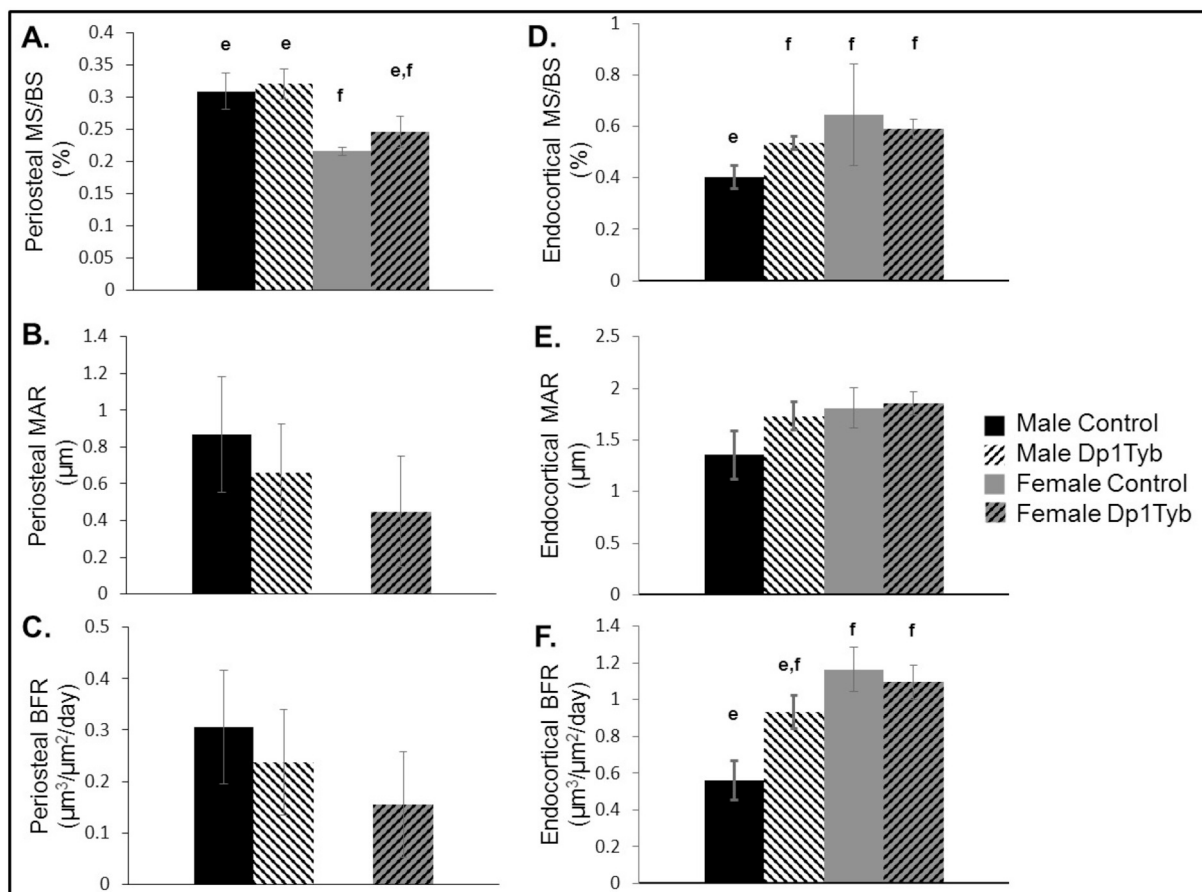 A.
Periosteal MS/BS
(%)
0.4
0.35
0.3
0.25
0.2
0.15
0.1
0.05
0
e
e
f
e,f
D.
Endocortical MS/BS
(%)
1
0.8
0.6
0.4
0.2
0
e
f
f
f
B.
Periosteal MAR
(µm)
1.4
1.2
1
0.8
0.6
0.4
0.2
0
E.
Endocortical MAR
(µm)
2.5
2
1.5
1
0.5
0
Male Control
Male Dp1Tyb
Female Control
Female Dp1Tyb
C.
Periosteal BFR
(µm³/µm²/day)
0.5
0.4
0.3
0.2
0.1
0
F.
Endocortical BFR
(µm³/µm²/day)
1.4
1.2
1
0.8
0.6
0.4
0.2
0
e
e,f
f
f